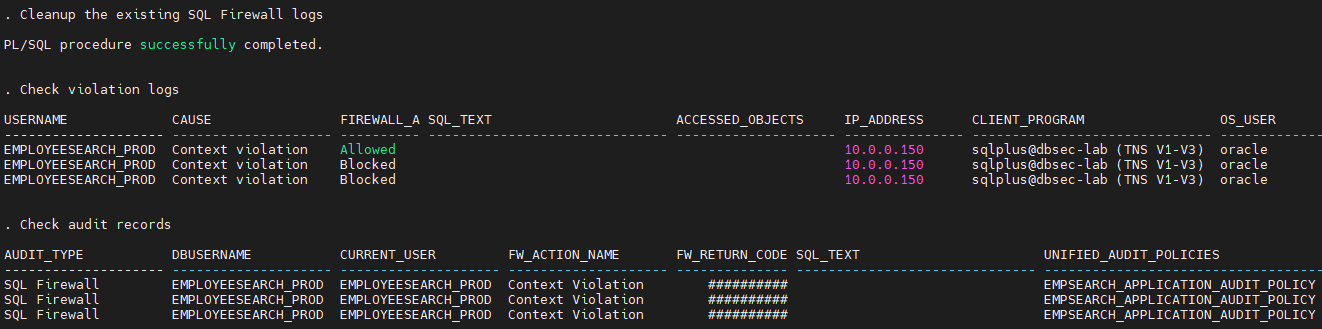 . Cleanup the existing SQL Firewall logs
PL/SQL procedure successfully completed.
. Check violation logs
USERNAME CAUSE FIREWALL_A SQL_TEXT ACCESSED_OBJECTS IP_ADDRESS CLIENT_PROGRAM OS_USER
-------------------- -------------------- ---------- ------------------------------ -------------------- --------------- ------------------------------ -------------
EMPLOYEESEARCH_PROD Context violation Allowed 10.0.0.150 sqlplus@dbsec-lab (TNS V1-V3) oracle
EMPLOYEESEARCH_PROD Context violation Blocked 10.0.0.150 sqlplus@dbsec-lab (TNS V1-V3) oracle
EMPLOYEESEARCH_PROD Context violation Blocked 10.0.0.150 sqlplus@dbsec-lab (TNS V1-V3) oracle
. Check audit records
AUDIT_TYPE DBUSERNAME CURRENT_USER FW_ACTION_NAME FW_RETURN_CODE SQL_TEXT UNIFIED_AUDIT_POLICIES
-------------------- -------------------- -------------------- -------------------- -------------- ------------------------------ -----------------------------------
SQL Firewall EMPLOYEESEARCH_PROD EMPLOYEESEARCH_PROD Context Violation ########## EMPSEARCH_APPLICATION_AUDIT_POLICY
SQL Firewall EMPLOYEESEARCH_PROD EMPLOYEESEARCH_PROD Context Violation ########## EMPSEARCH_APPLICATION_AUDIT_POLICY
SQL Firewall EMPLOYEESEARCH_PROD EMPLOYEESEARCH_PROD Context Violation ########## EMPSEARCH_APPLICATION_AUDIT_POLICY